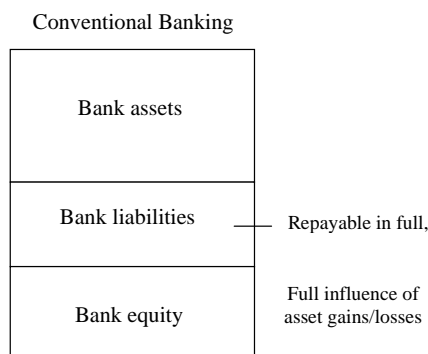 Conventional Banking
Bank assets
Bank liabilities
Repayable in full,
Bank equity
Full influence of
asset gains/losses